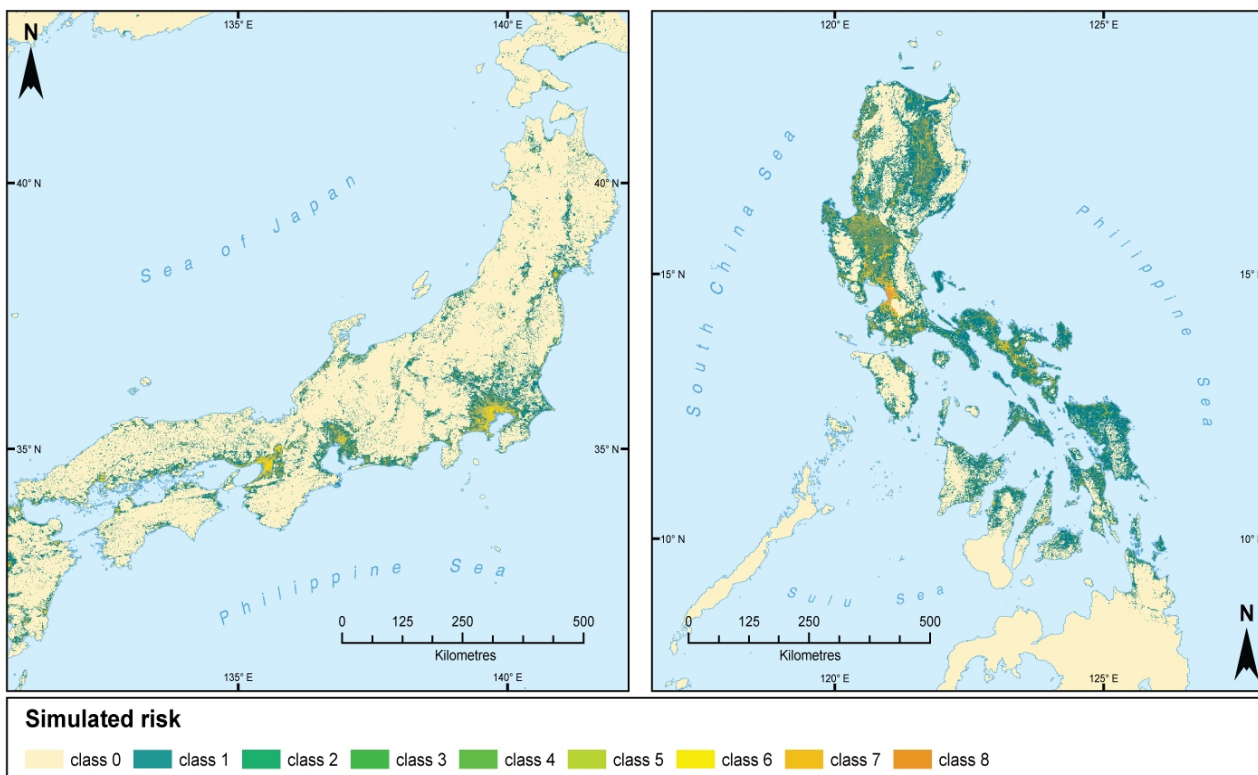 135° E
140° E
N
40° N
40° N
Sea of Japan
35° N
35° N
Philippine Sea
0 125 250 500
Kilometres
135° E
140° E
120° E
125° E
South China Sea
Philippine Sea
15° N
15° N
10° N
10° N
Sulu Sea
0 125 250 500
Kilometres
N
120° E
125° E
Simulated risk
class 0 class 1 class 2 class 3 class 4 class 5 class 6 class 7 class 8